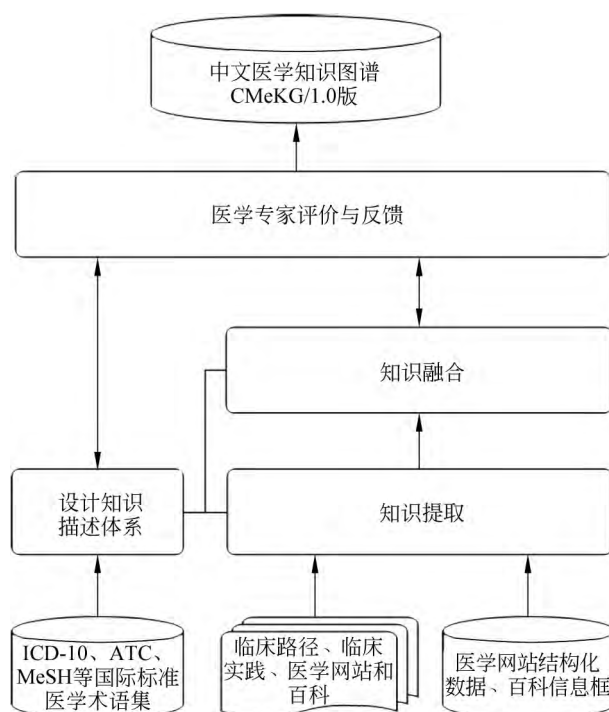 中文医学知识图谱
CMeKG/1.0版
医学专家评价与反馈
知识融合
设计知识
描述体系
知识提取
ICD-10、ATC、
MeSH等国际标准
医学术语集
临床路径、临床
实践、医学网站和
百科
医学网站结构化
数据、百科信息框